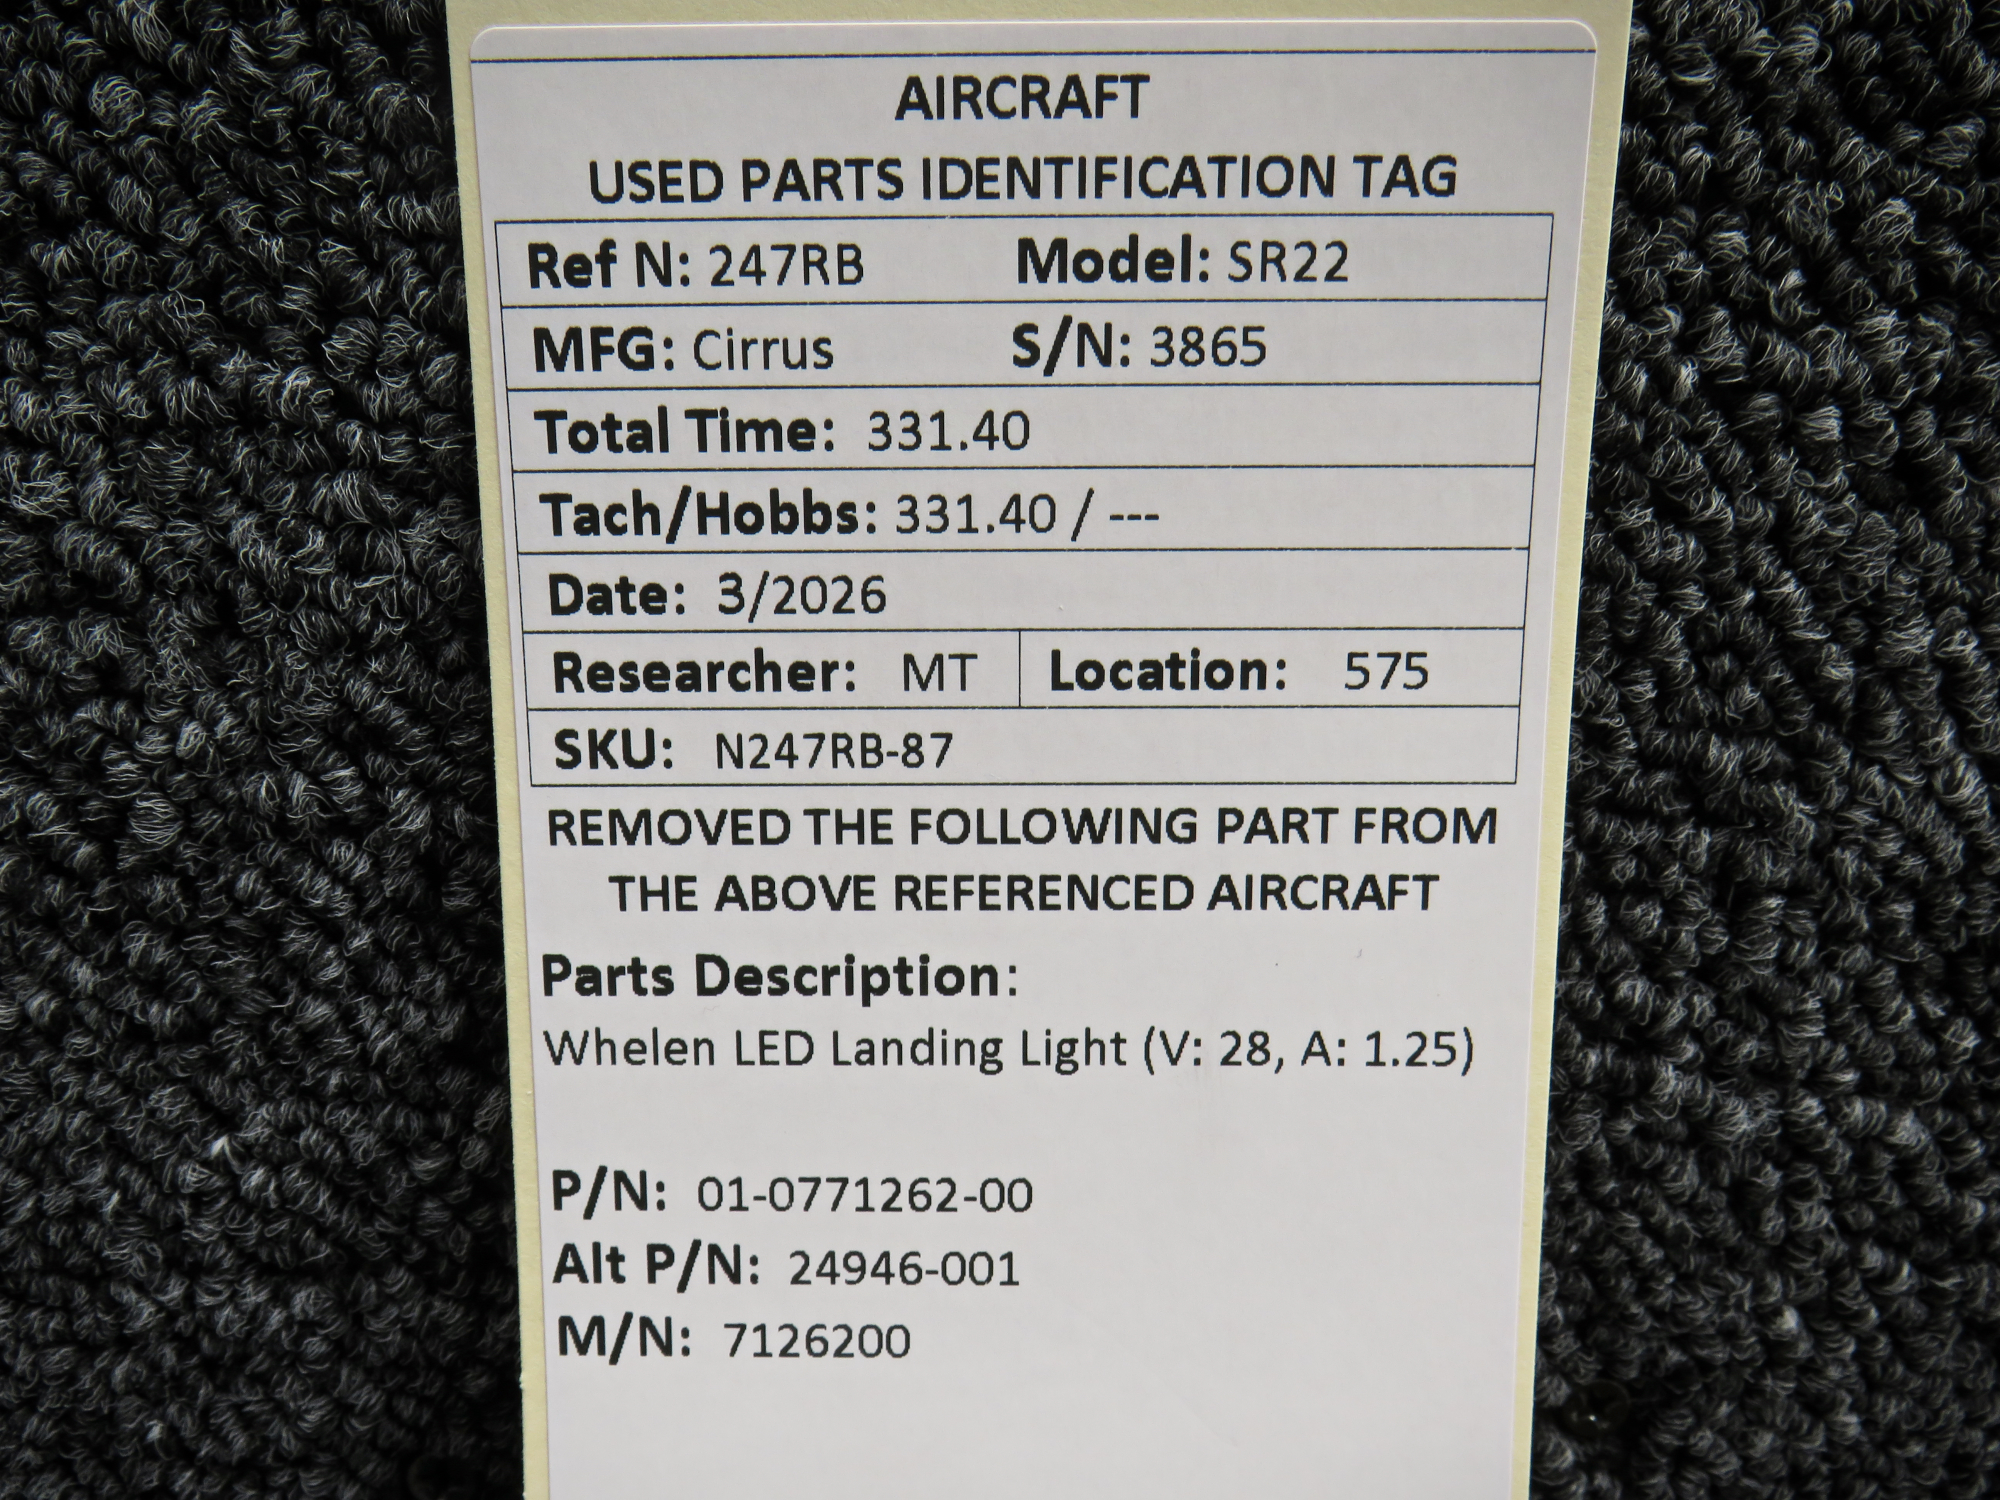 AIRCRAFT
USED PARTS IDENTIFICATION TAG
Ref N: 247RB Model: SR22
MFG: Cirrus S/N: 3865
Total Time: 331.40
Tach/Hobbs: 331.40 / ---
Date: 3/2026
Researcher: MT Location: 575
SKU: N247RB-87
REMOVED THE FOLLOWING PART FROM
THE ABOVE REFERENCED AIRCRAFT
Parts Description:
Whelen LED Landing Light (V: 28, A: 1.25)
P/N: 01-0771262-00
Alt P/N: 24946-001
M/N: 7126200